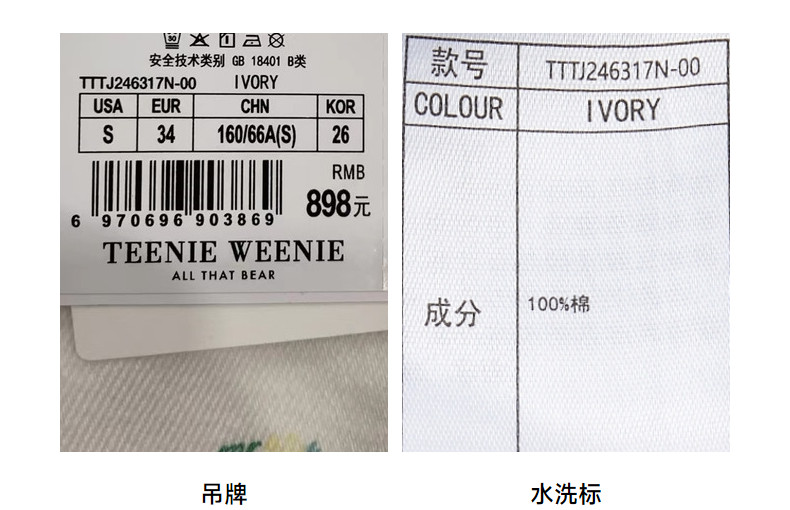 30
安全技术类别 GB 18401 B类
TTTJ246317N-00 IVORY
USA EUR CHN KOR
S 34 160/66A(S) 26
RMB
898元
6 970696 903869
TEENIE WEENIE
ALL THAT BEAR
款号 TTTJ246317N-00
COLOUR IVORY
成分 100%棉
吊牌 水洗标